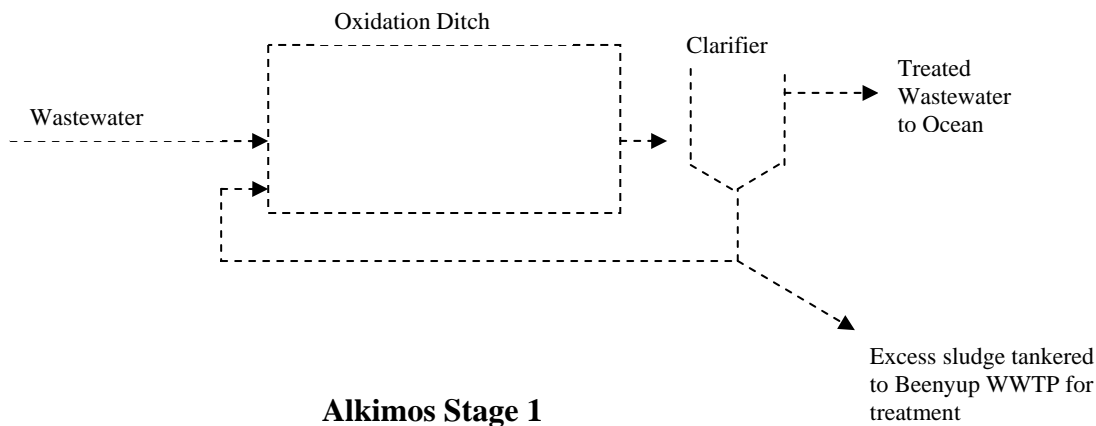 Oxidation Ditch
Clarifier
Treated
Wastewater
to Ocean
Wastewater
Excess sludge tankered
to Beenyup WWTP for
treatment
Alkimos Stage 1